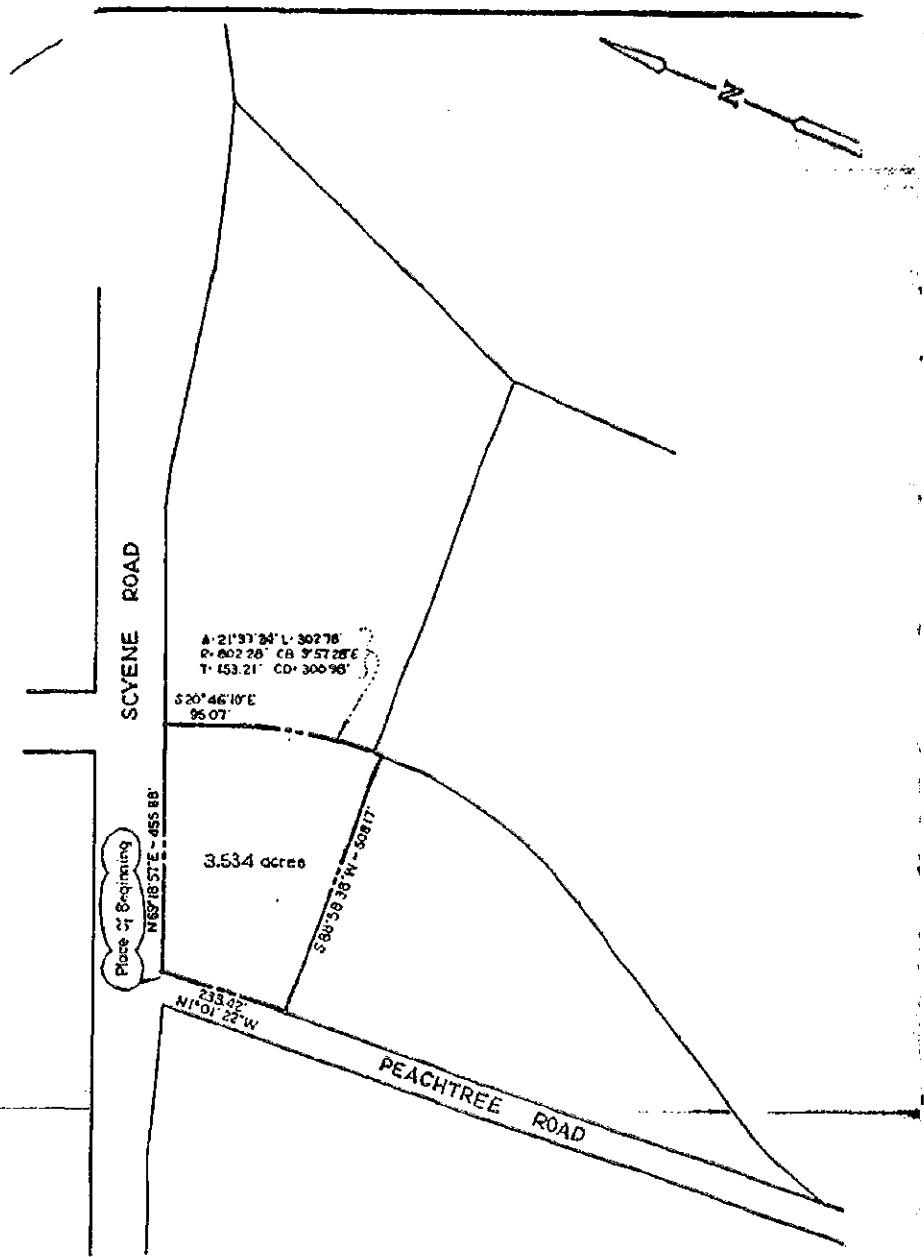 N
SCYENE ROAD
Δ· 21°37'34" L· 302.78'
R· 802.28' CB 9°57'28"E
T· 153.21' CD· 300.98'
S20°46'10"E
95.07'
N69°18'57"E - 455.88'
Place of Beginning
3.534 acres
S88°58'38"W - 508.17'
233.42'
N1°01'22"W
PEACHTREE ROAD